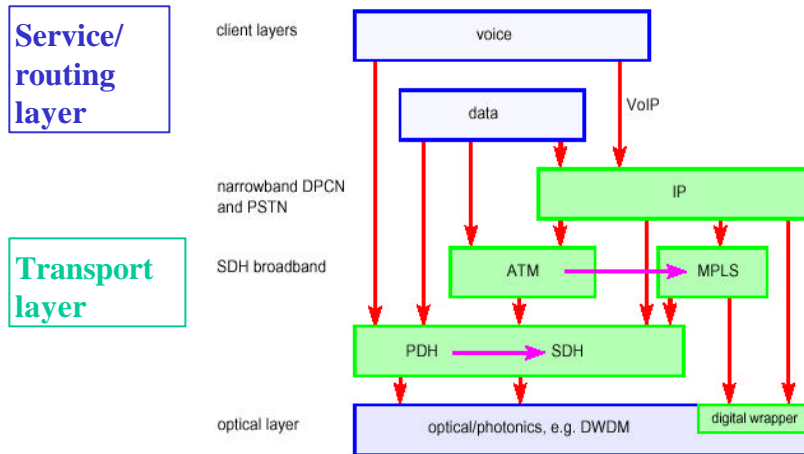 Service/
routing
layer
client layers
voice
VoIP
data
narrowband DPCN
and PSTN
IP
Transport
layer
SDH broadband
ATM
MPLS
PDH
SDH
optical layer
optical/photonics, e.g. DWDM
digital wrapper